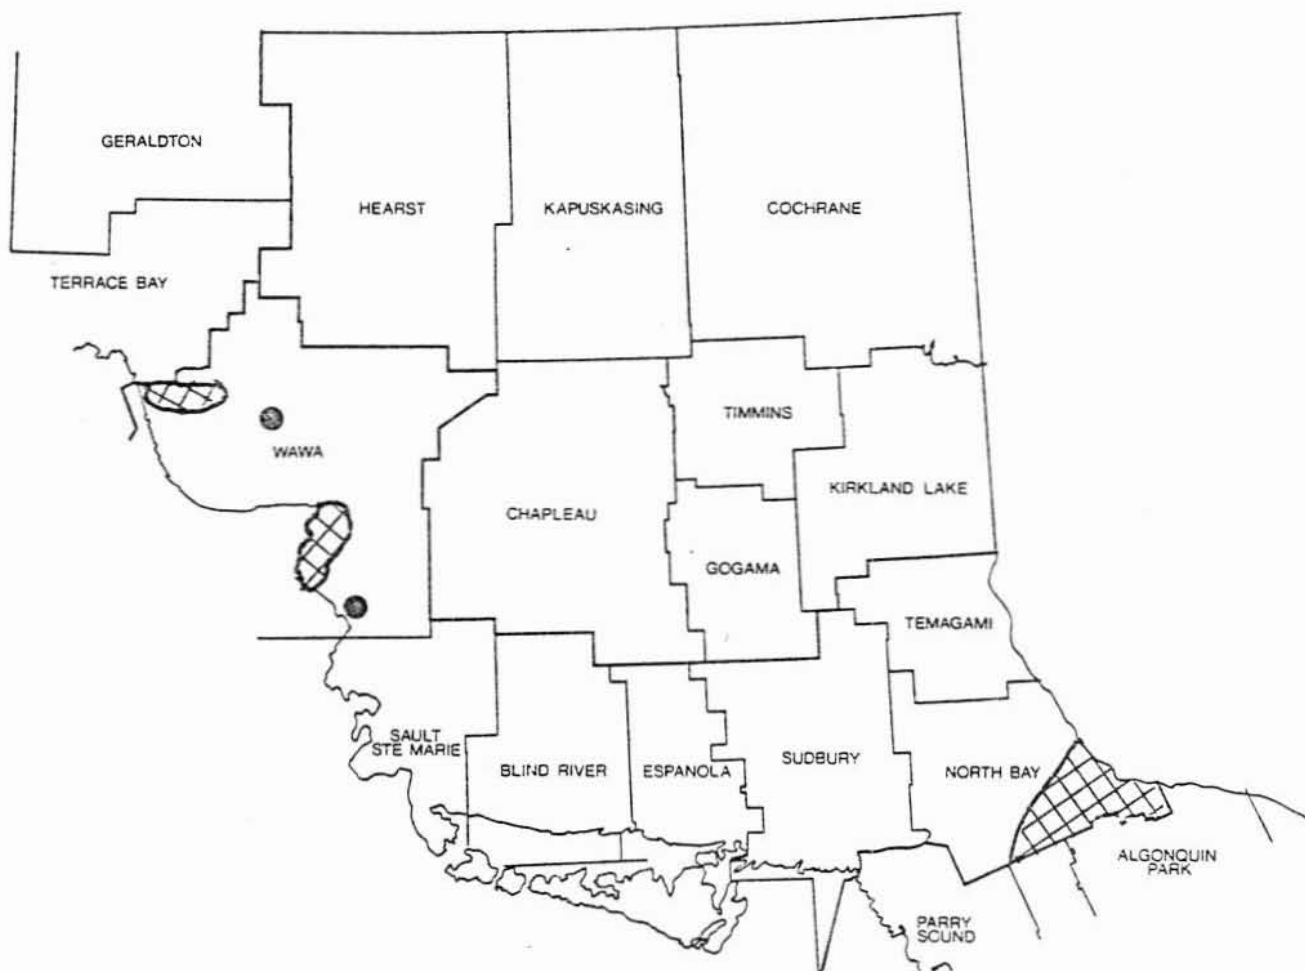 GERALDTON
HEARST
KAPUSKASING
COCHRANE
TERRACE BAY
TIMMINS
WAWA
KIRKLAND LAKE
CHAPLEAU
GOGAMA
TEMAGAMI
SAULT
STE MARIE
BLIND RIVER
ESPANOLA
SUDBURY
NORTH BAY
ALGONQUIN
PARK
PARRY
SOUND